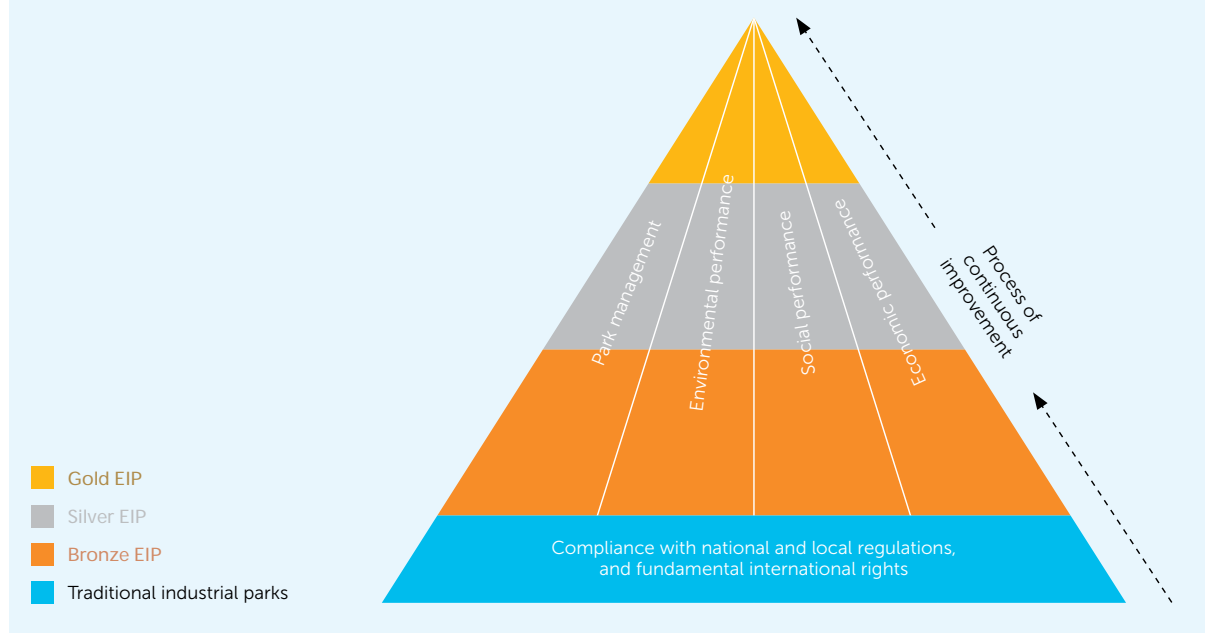 Park management
Environmental performance
Social performance
Economic performance
Process of
continuous
improvement
Gold EIP
Silver EIP
Bronze EIP
Traditional industrial parks
Compliance with national and local regulations,
and fundamental international rights